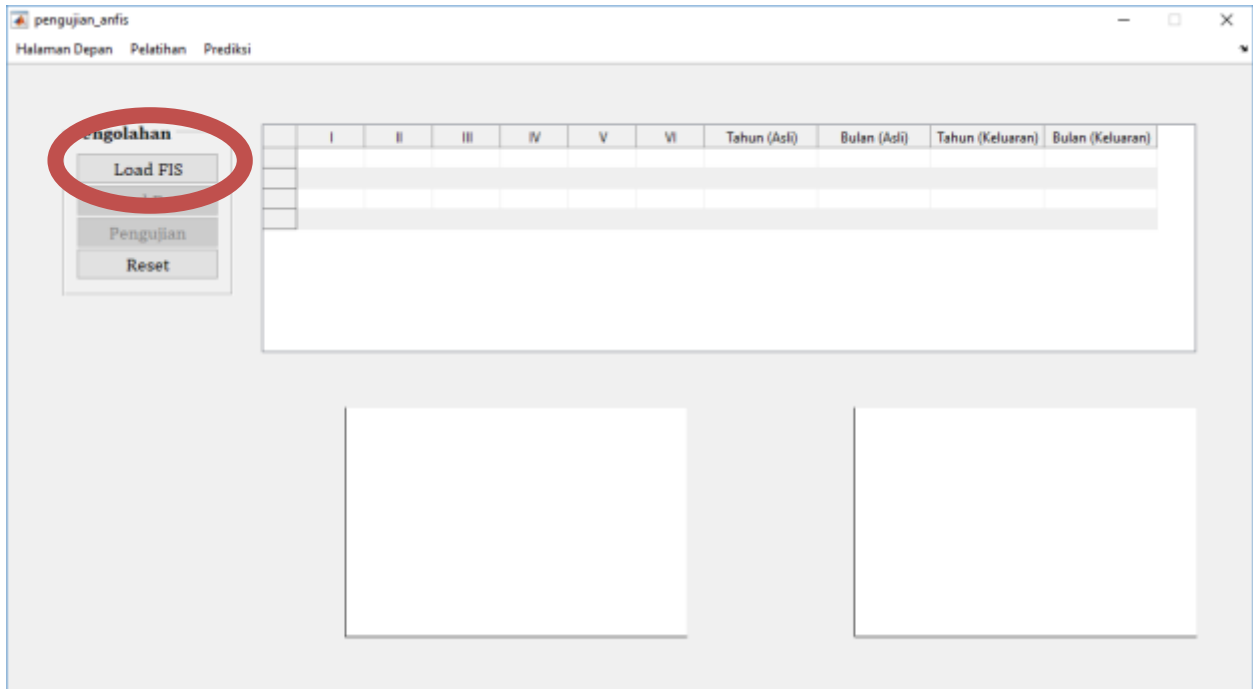 pengujian_anfis
Halaman Depan Pelatihan Prediksi
engolahan
I II III IV V VI Tahun (Asli) Bulan (Asli) Tahun (Keluaran) Bulan (Keluaran)
Load FIS
Pengujian
Reset